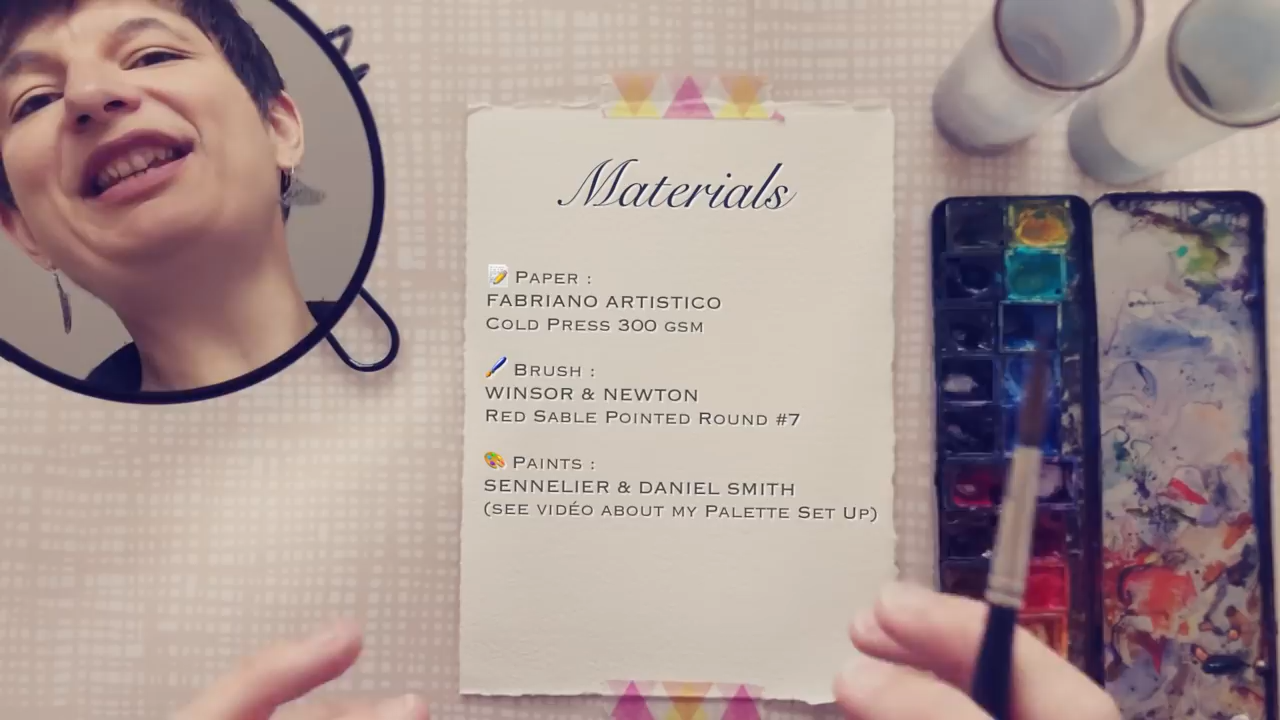 Materials
Paper :
FABRIANO ARTISTICO
Cold Press 300 gsm
Brush :
WINSOR & NEWTON
Red Sable Pointed Round #7
Paints :
SENNELIER & DANIEL SMITH
(see vidéo about my Palette Set Up)